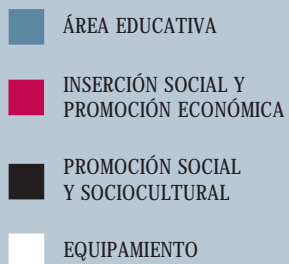 ÁREA EDUCATIVA
INSERCIÓN SOCIAL Y
PROMOCIÓN ECONÓMICA
PROMOCIÓN SOCIAL
Y SOCIOCULTURAL
EQUIPAMIENTO